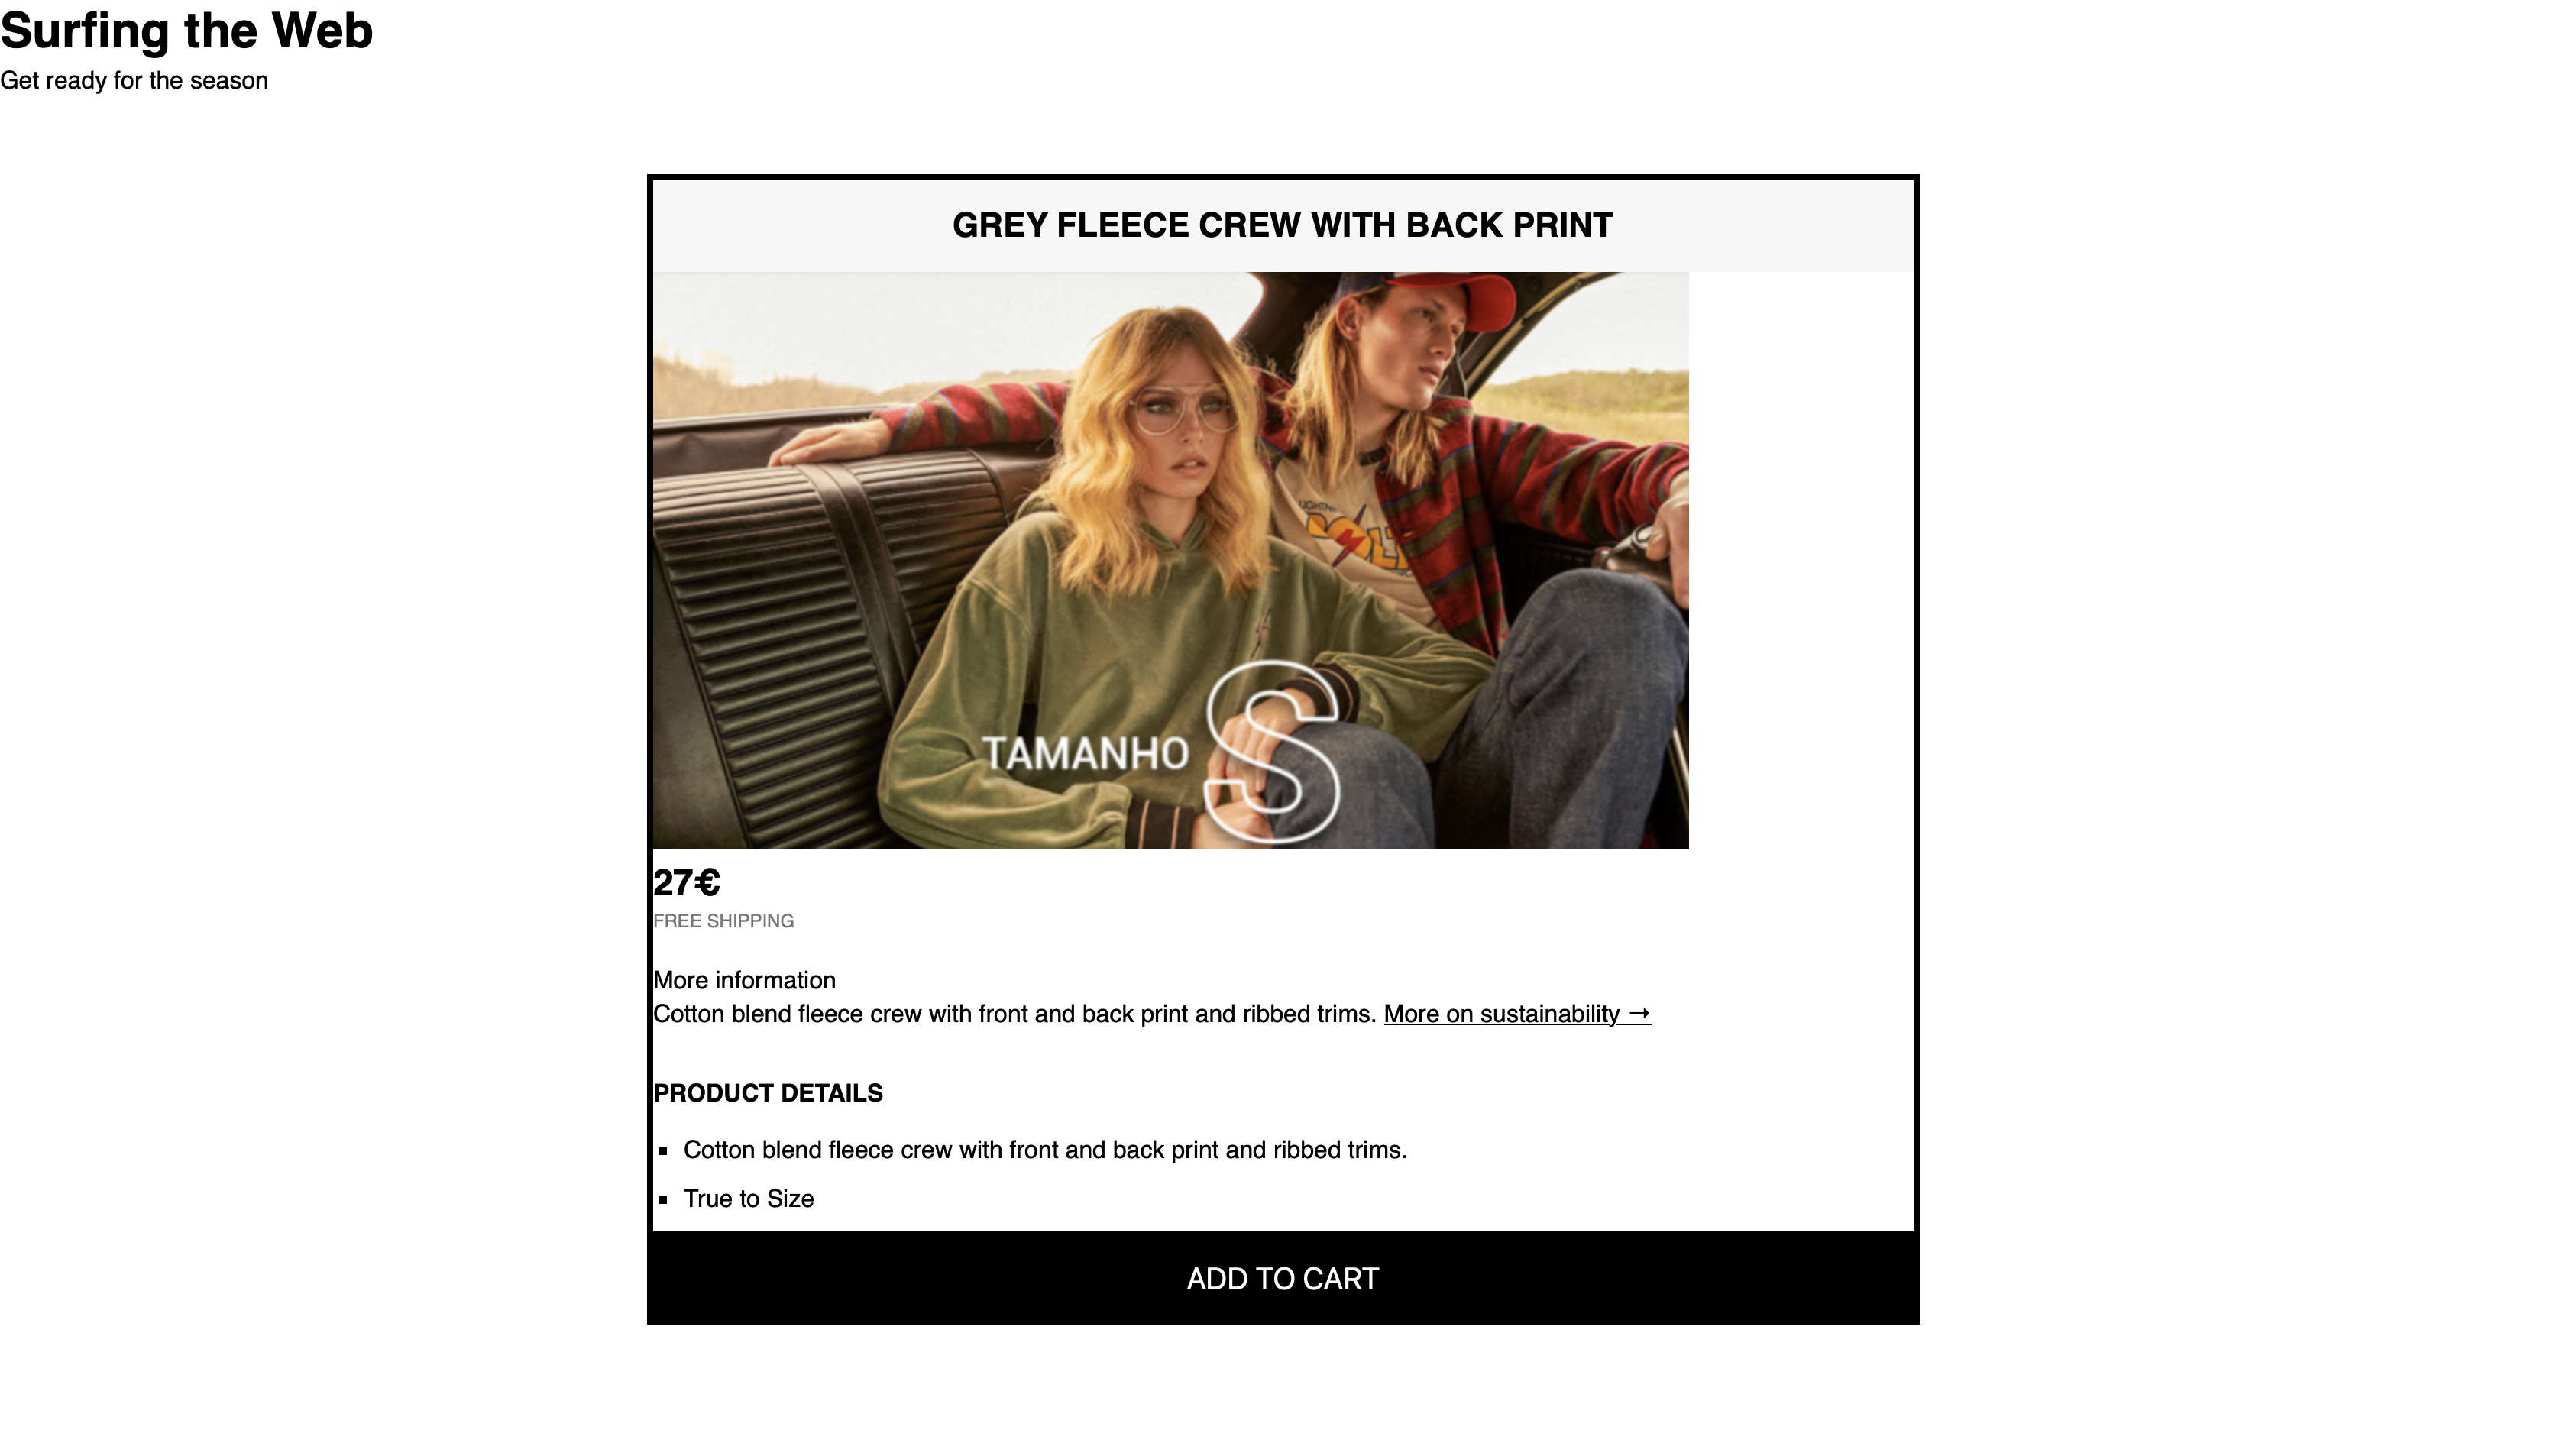 Surfing the Web
Get ready for the season
GREY FLEECE CREW WITH BACK PRINT
TAMANHO S
27€
FREE SHIPPING
More information
Cotton blend fleece crew with front and back print and ribbed trims. More on sustainability →
PRODUCT DETAILS
▪ Cotton blend fleece crew with front and back print and ribbed trims.
▪ True to Size
ADD TO CART